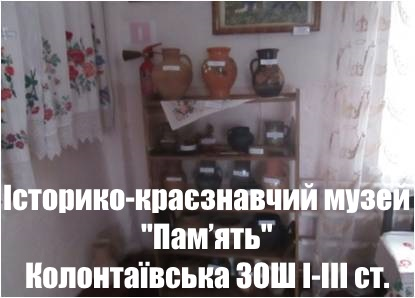 Історико-краєзнавчий музей
"Пам’ять"
Колонтаївська ЗОШ І-ІІІ ст.